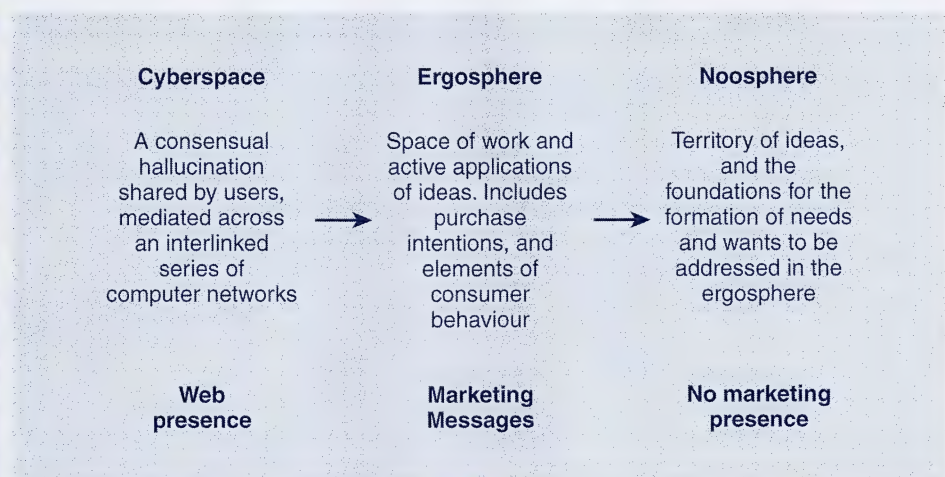 Cyberspace
A consensual
hallucination
shared by users,
mediated across
an interlinked
series of
computer networks
Web
presence
Ergosphere
Space of work and
active applications
of ideas. Includes
purchase
intentions, and
elements of
consumer
behaviour
Marketing
Messages
Noosphere
Territory of ideas,
and the
foundations for the
formation of needs
and wants to be
addressed in the
ergosphere
No marketing
presence